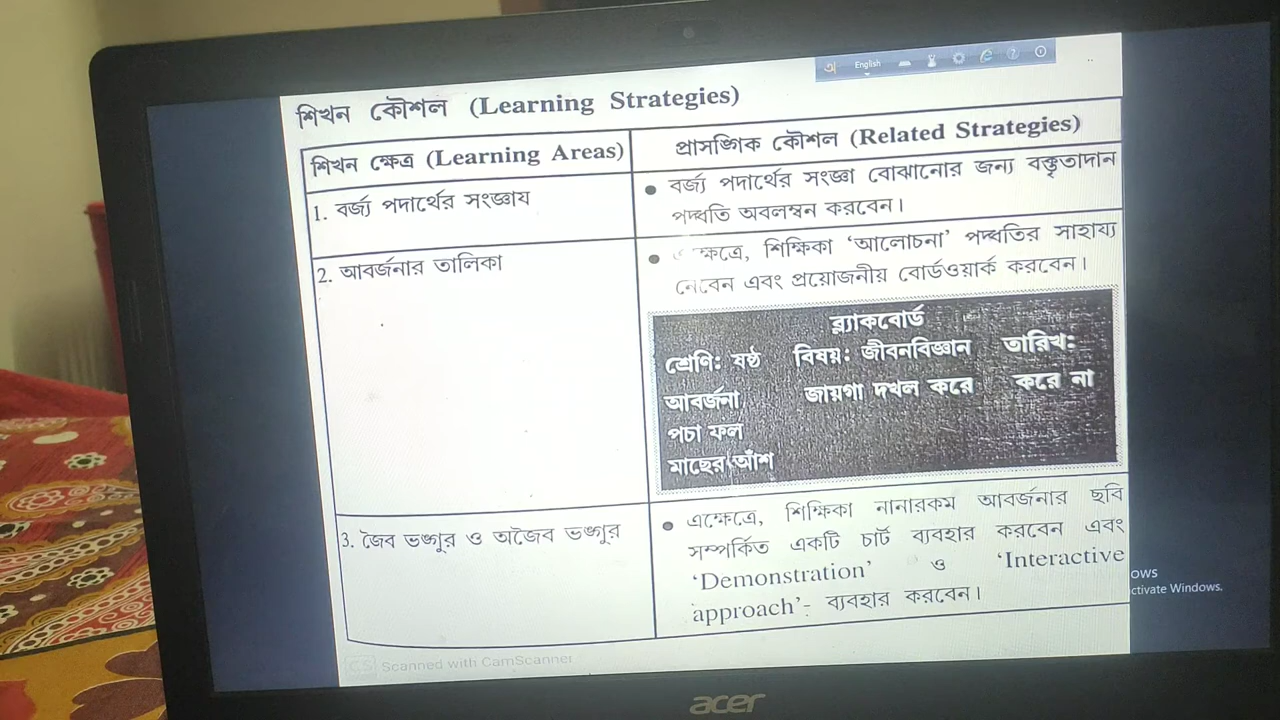 English
শিখন কৌশল (Learning Strategies)
শিখন ক্ষেত্র (Learning Areas)
প্রাসঙ্গিক কৌশল (Related Strategies)
1. বর্জ্য পদার্থের সংজ্ঞায
• বর্জ্য পদার্থের সংজ্ঞা বোঝানোর জন্য বক্তৃতাদান
পদ্ধতি অবলম্বন করবেন।
2. আবর্জনার তালিকা
• ক্ষেত্রে, শিক্ষিকা ‘আলোচনা’ পদ্ধতির সাহায্য
নেবেন এবং প্রয়োজনীয় বোর্ডওয়ার্ক করবেন।
ব্ল্যাকবোর্ড
শ্রেণি: ষষ্ঠ বিষয়: জীবনবিজ্ঞান তারিখ:
আবর্জনা জায়গা দখল করে করে না
পচা ফল
মাছের আঁশ
3. জৈব ভঙ্গুর ও অজৈব ভঙ্গুর
• এক্ষেত্রে, শিক্ষিকা নানারকম আবর্জনার ছবি
সম্পর্কিত একটি চার্ট ব্যবহার করবেন এবং
‘Demonstration’ ও ‘Interactive
approach’- ব্যবহার করবেন।
ows
ctivate Windows.
CS Scanned with CamScanner
acer